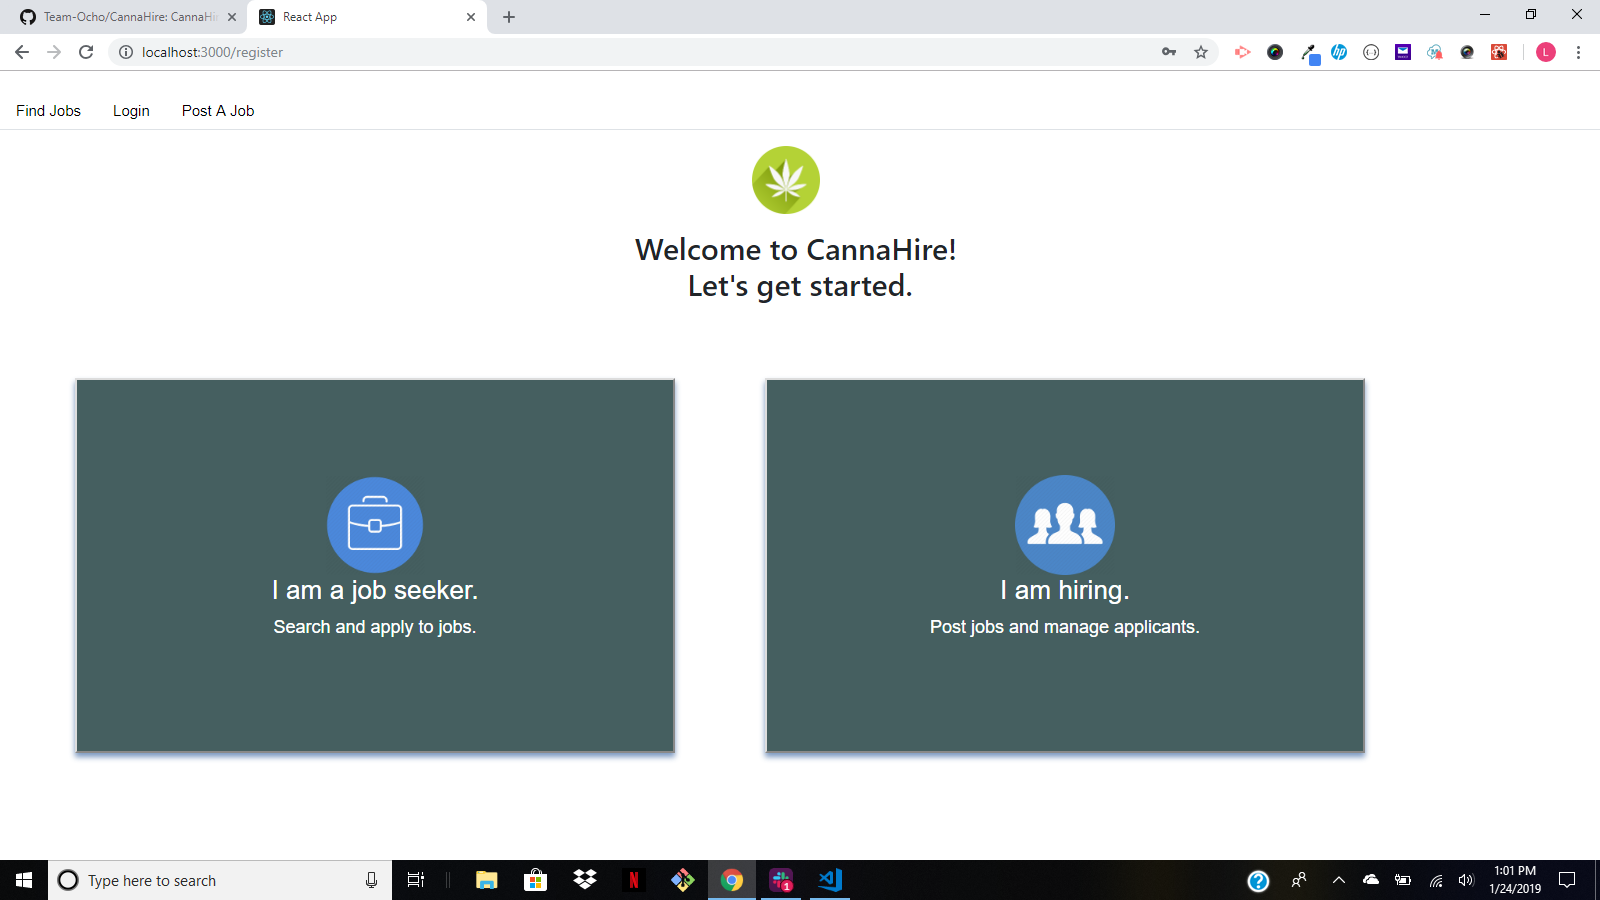 Team-Ocho/CannaHire: CannaHir
React App
localhost:3000/register
L
Find Jobs Login Post A Job
Welcome to CannaHire!
Let's get started.
I am a job seeker.
Search and apply to jobs.
I am hiring.
Post jobs and manage applicants.
Type here to search
1
1:01 PM
1/24/2019